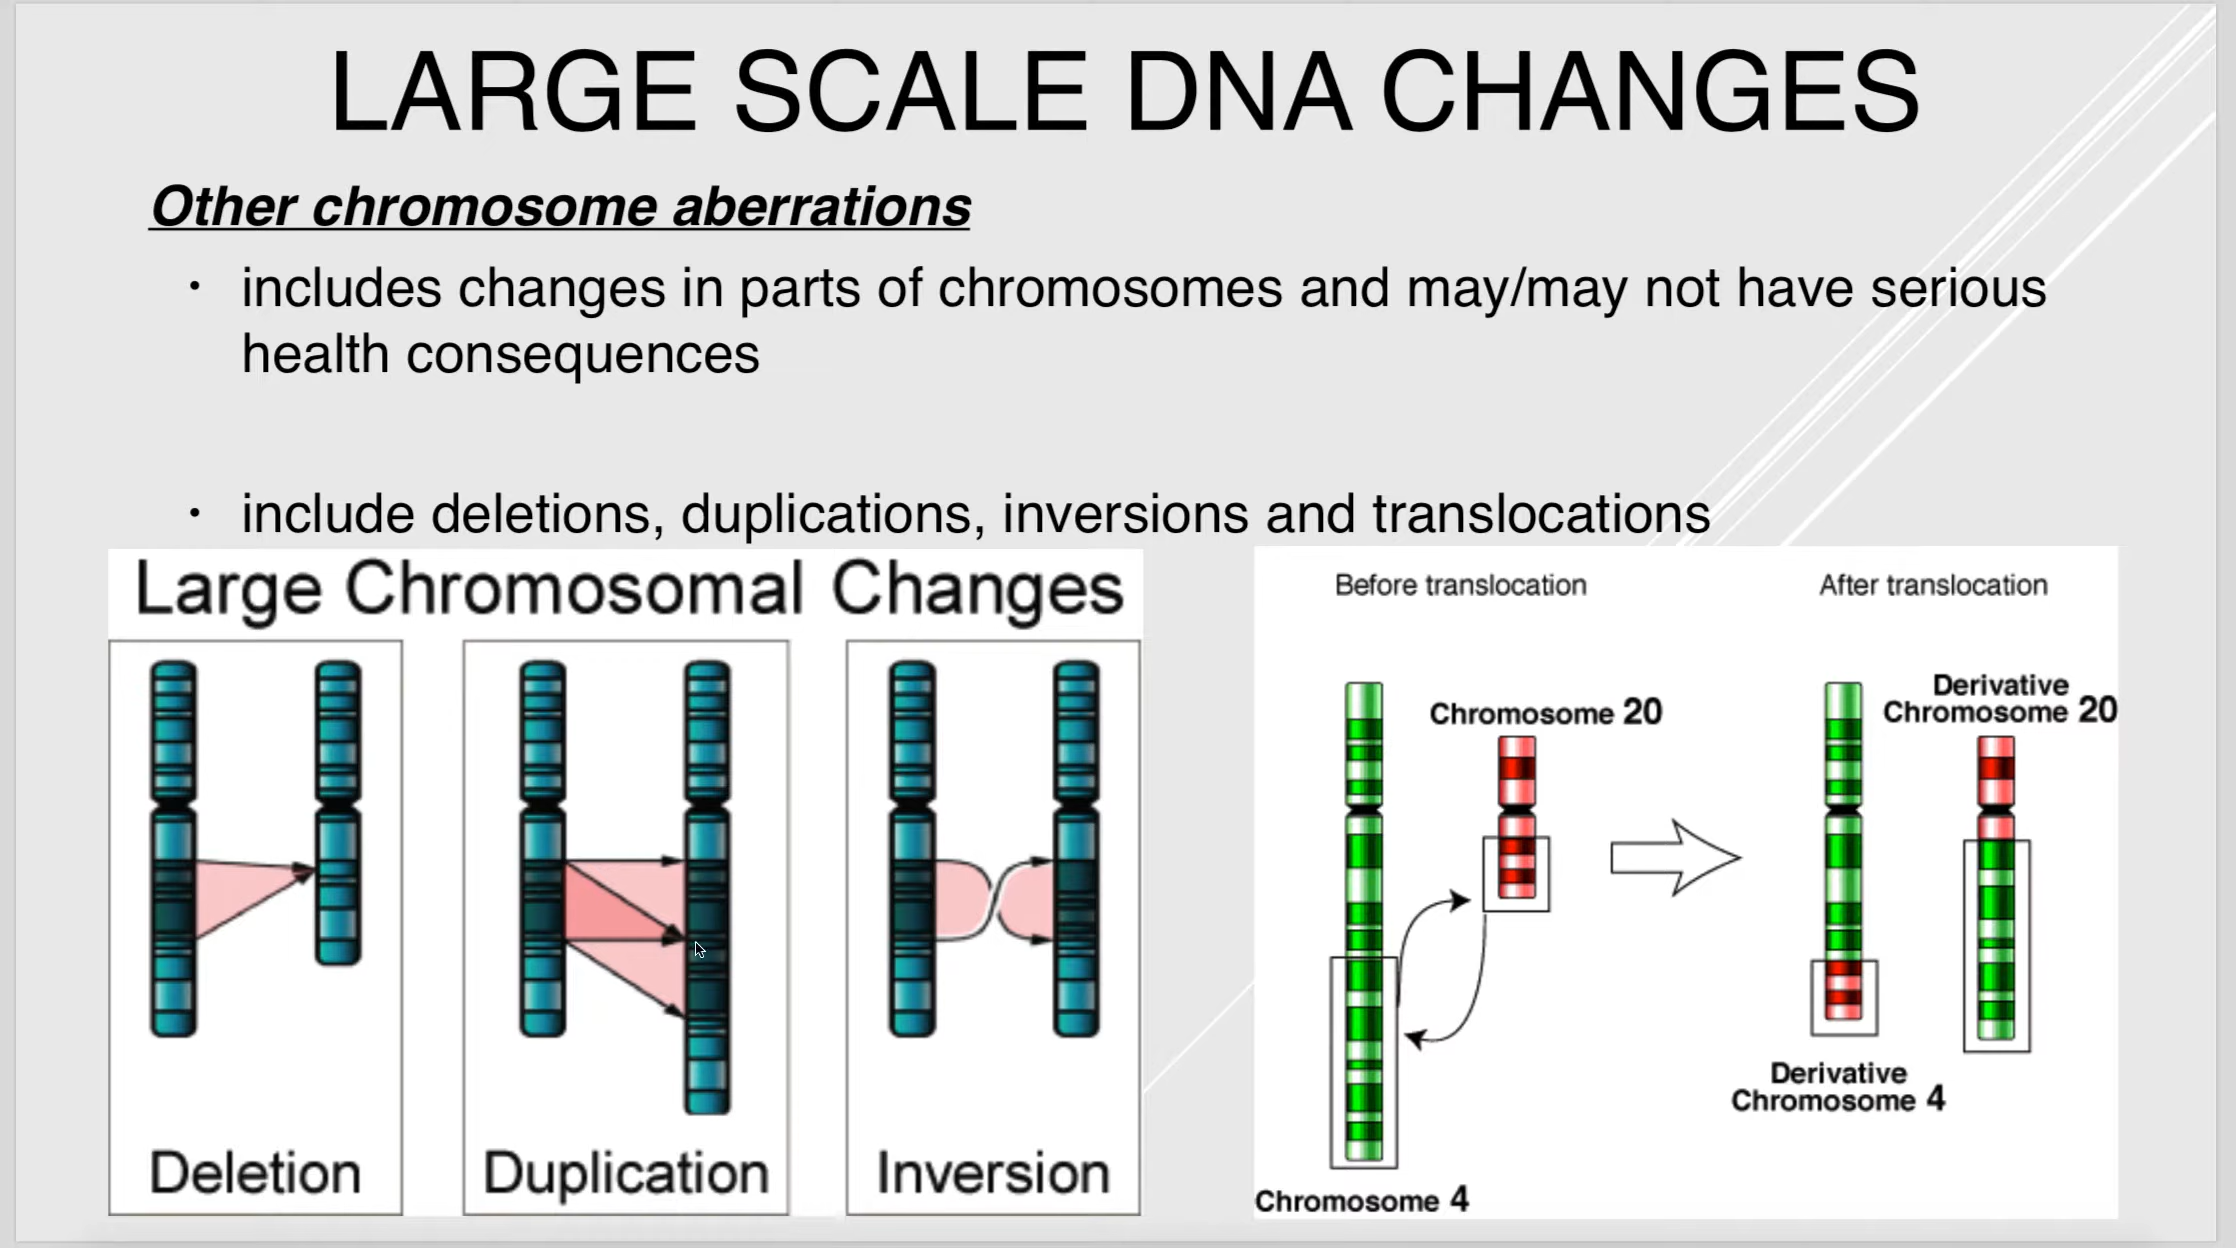 LARGE SCALE DNA CHANGES
Other chromosome aberrations
• includes changes in parts of chromosomes and may/may not have serious
health consequences
• include deletions, duplications, inversions and translocations
Large Chromosomal Changes
Deletion
Duplication
Inversion
Before translocation
After translocation
Chromosome 20
Derivative
Chromosome 20
Derivative
Chromosome 4
Chromosome 4